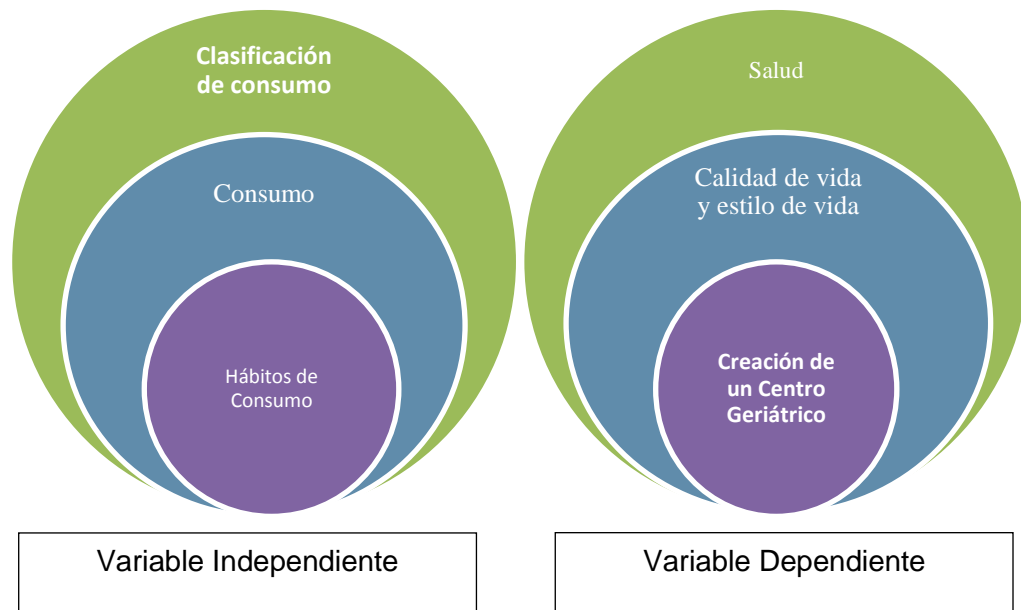 Clasificación
de consumo
Consumo
Hábitos de
Consumo
Variable Independiente
Salud
Calidad de vida
y estilo de vida
Creación de
un Centro
Geriátrico
Variable Dependiente